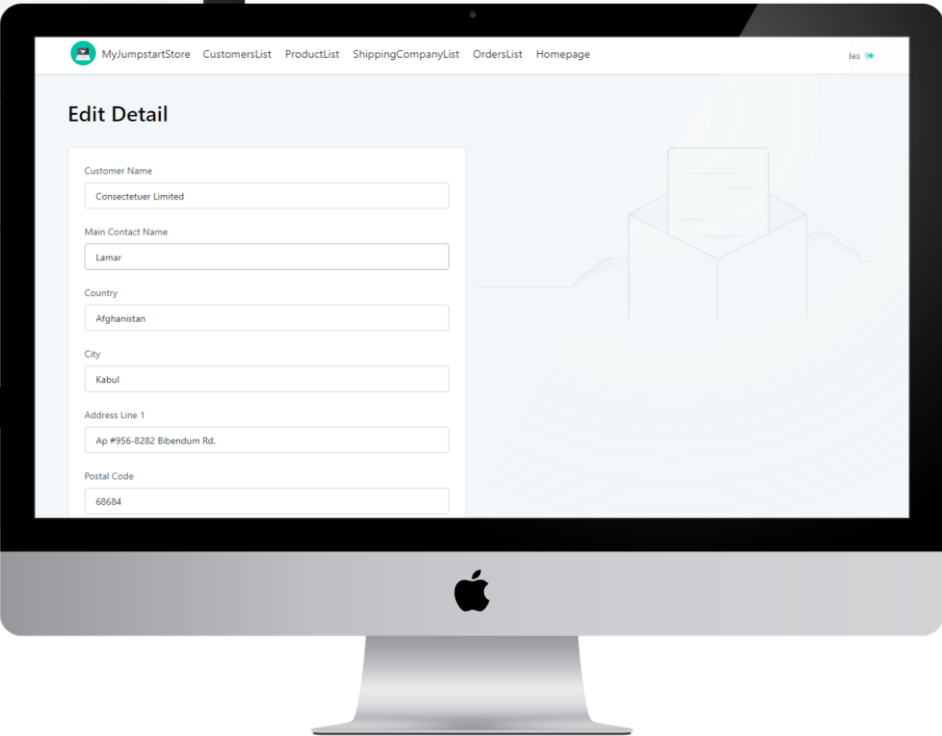 MyJumpstartStore CustomersList ProductList ShippingCompanyList OrdersList Homepage les
Edit Detail
Customer Name
Consectetuer Limited
Main Contact Name
Lamar
Country
Afghanistan
City
Kabul
Address Line 1
Ap #956-8282 Bibendum Rd.
Postal Code
68684